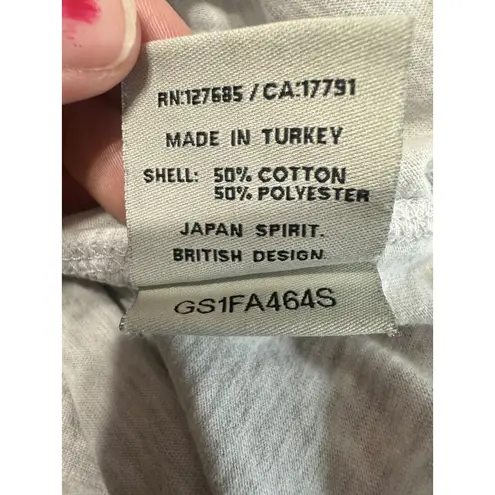 RN:127685 / CA:17791
MADE IN TURKEY
SHELL: 50% COTTON
50% POLYESTER
JAPAN SPIRIT.
BRITISH DESIGN.
GS1FA464S